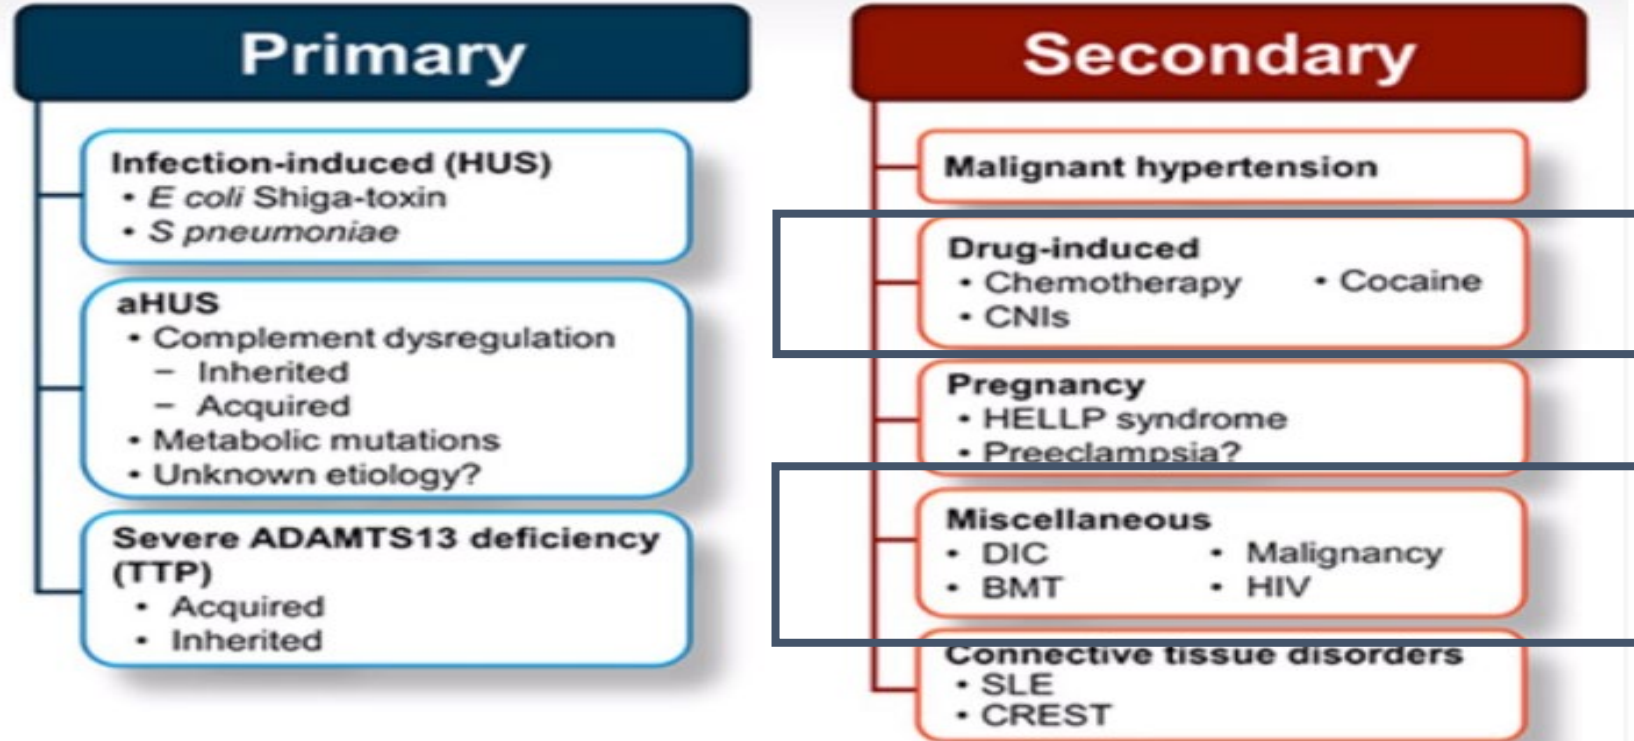 Primary
Infection-induced (HUS)
• E coli Shiga-toxin
• S pneumoniae
aHUS
• Complement dysregulation
– Inherited
– Acquired
• Metabolic mutations
• Unknown etiology?
Severe ADAMTS13 deficiency
(TTP)
• Acquired
• Inherited
Secondary
Malignant hypertension
Drug-induced
• Chemotherapy • Cocaine
• CNIs
Pregnancy
• HELLP syndrome
• Preeclampsia?
Miscellaneous
• DIC • Malignancy
• BMT • HIV
Connective tissue disorders
• SLE
• CREST